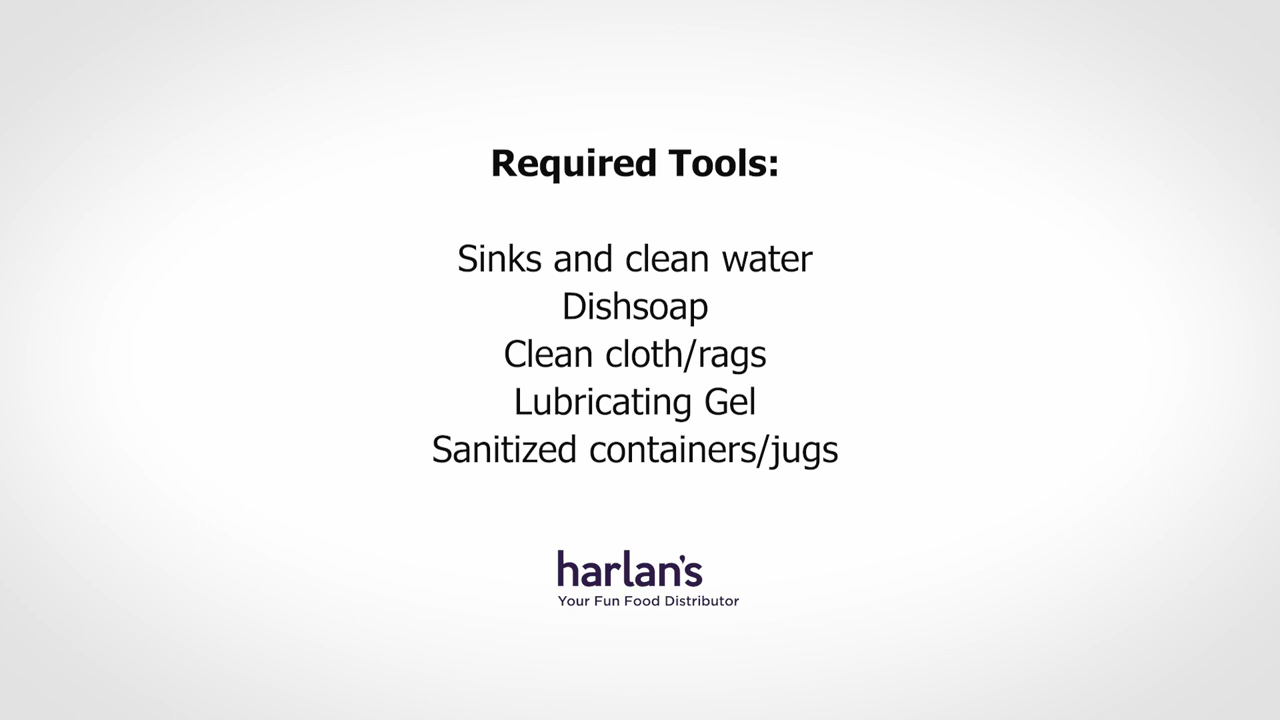 Required Tools:
Sinks and clean water
Dishsoap
Clean cloth/rags
Lubricating Gel
Sanitized containers/jugs
harlan's
Your Fun Food Distributor